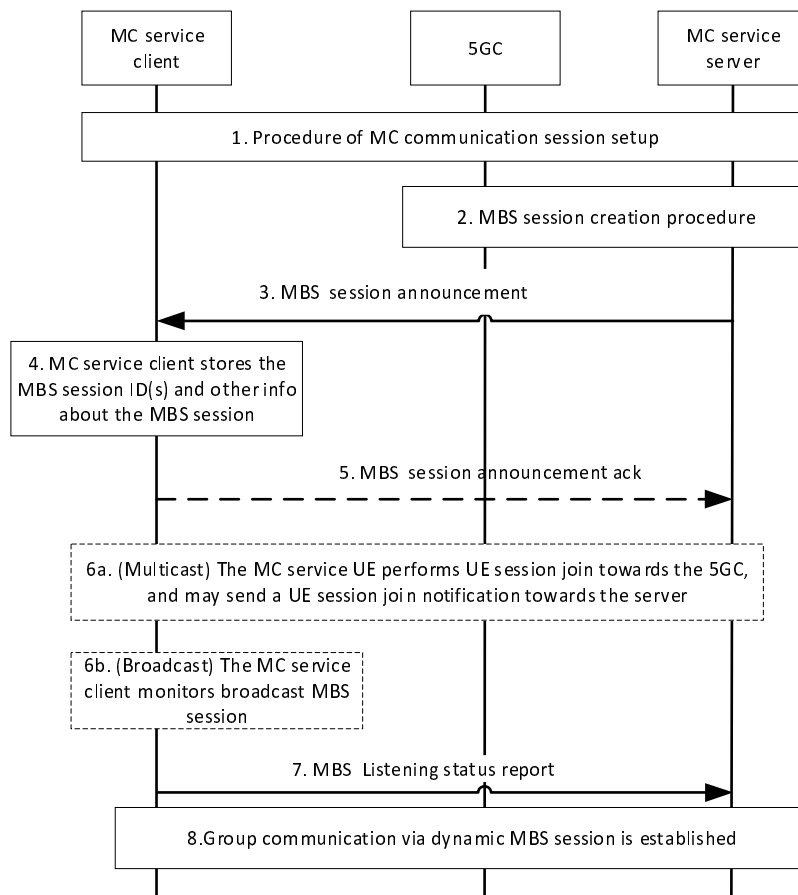 MC service
client
5GC
MC service
server
1. Procedure of MC communication session setup
2. MBS session creation procedure
3. MBS session announcement
4. MC service client stores the
MBS session ID(s) and other info
about the MBS session
5. MBS session announcement ack
6a. (Multicast) The MC service UE performs UE session join towards the 5GC,
and may send a UE session join notification towards the server
6b. (Broadcast) The MC service
client monitors broadcast MBS
session
7. MBS Listening status report
8.Group communication via dynamic MBS session is established